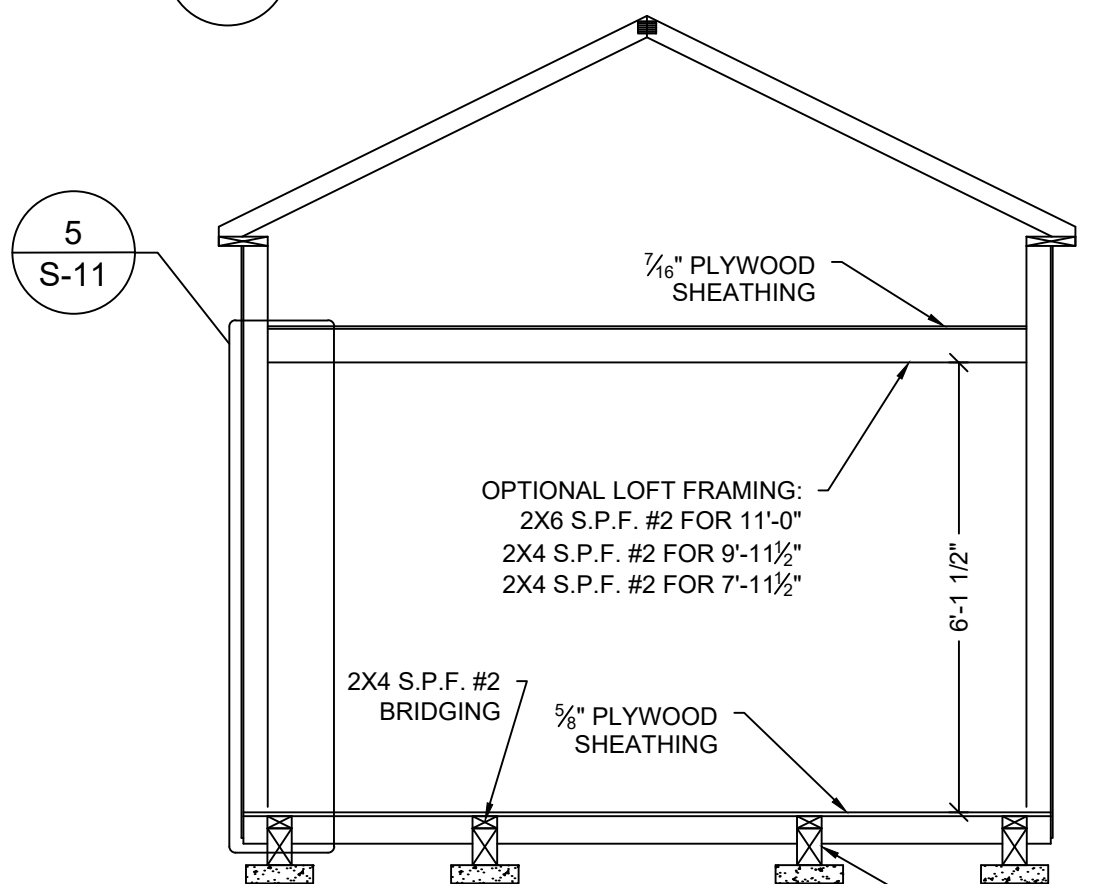 5
S-11
7/16" PLYWOOD
SHEATHING
OPTIONAL LOFT FRAMING:
2X6 S.P.F. #2 FOR 11'-0"
2X4 S.P.F. #2 FOR 9'-11½"
2X4 S.P.F. #2 FOR 7'-11½"
6'-1 1/2"
2X4 S.P.F. #2
BRIDGING
⅝" PLYWOOD
SHEATHING